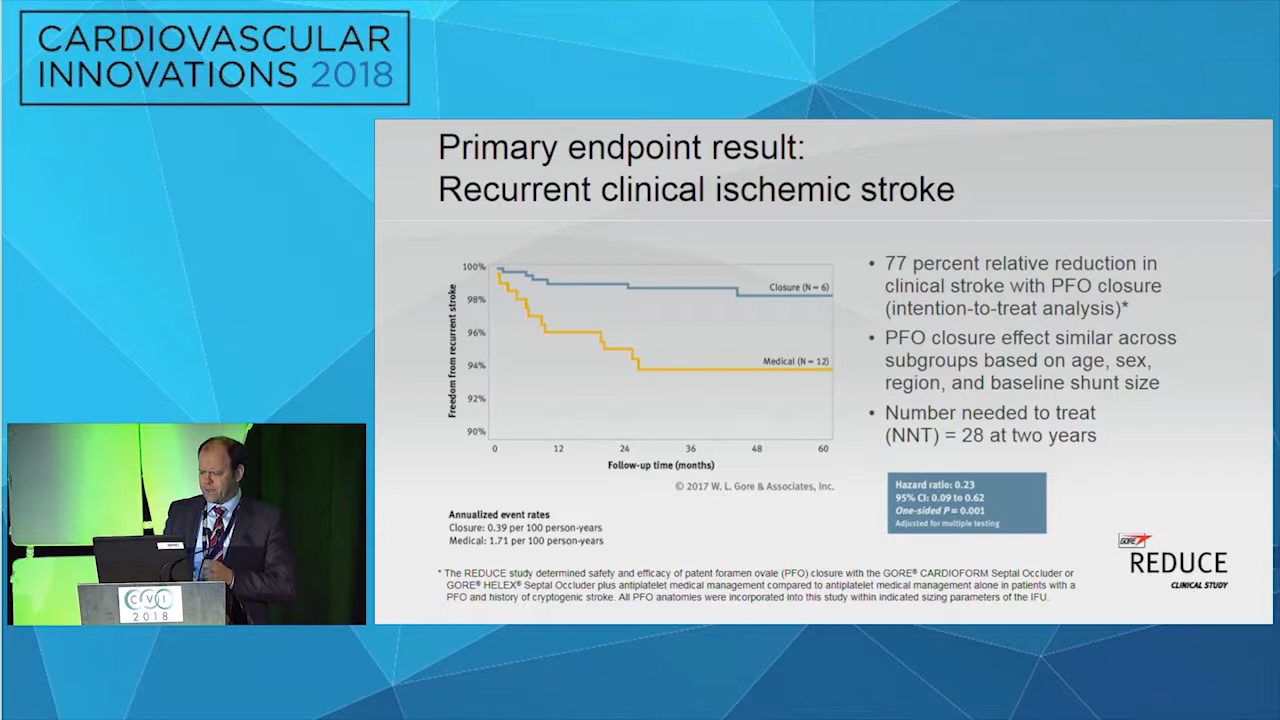 CARDIOVASCULAR
INNOVATIONS 2018
Primary endpoint result:
Recurrent clinical ischemic stroke
100%
98%
96%
94%
92%
90%
Freedom from recurrent stroke
Closure (N = 6)
Medical (N = 12)
0 12 24 36 48 60
Follow-up time (months)
© 2017 W. L. Gore & Associates, Inc.
Annualized event rates
Closure: 0.39 per 100 person-years
Medical: 1.71 per 100 person-years
• 77 percent relative reduction in
clinical stroke with PFO closure
(intention-to-treat analysis)*
• PFO closure effect similar across
subgroups based on age, sex,
region, and baseline shunt size
• Number needed to treat
(NNT) = 28 at two years
Hazard ratio: 0.23
95% CI: 0.09 to 0.62
One-sided P = 0.001
Adjusted for multiple testing
GORE
REDUCE
CLINICAL STUDY
* The REDUCE study determined safety and efficacy of patent foramen ovale (PFO) closure with the GORE® CARDIOFORM Septal Occluder or
GORE® HELEX® Septal Occluder plus antiplatelet medical management compared to antiplatelet medical management alone in patients with a
PFO and history of cryptogenic stroke. All PFO anatomies were incorporated into this study within indicated sizing parameters of the IFU.
CVI
2018